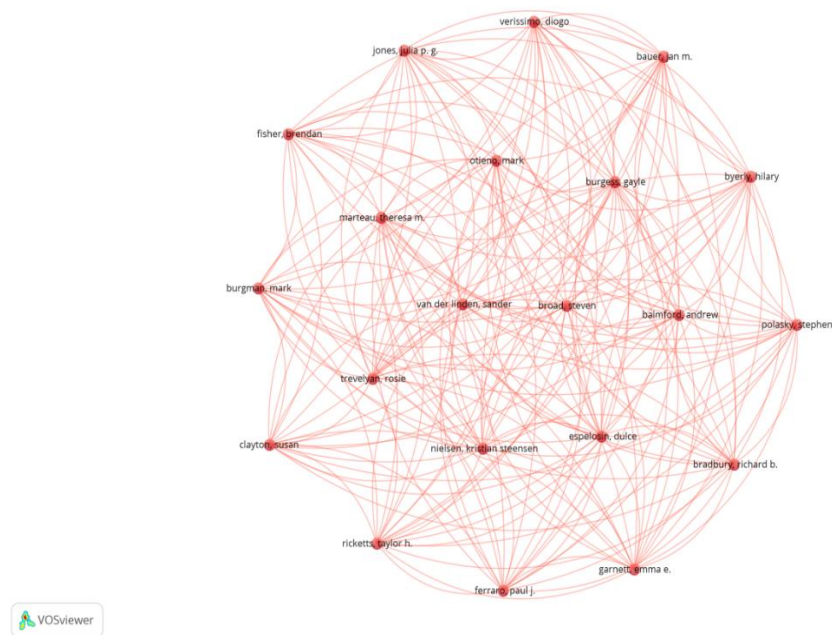 verissimo, diogo
jones, julia p. g.
bauer, jan m.
fisher, brendan
otieno, mark
byerly, hilary
burgess, gayle
marteau, theresa m.
burgman, mark
van der linden, sander
broad, steven
balmford, andrew
polasky, stephen
trevelyan, rosie
espelosin, dulce
clayton, susan
nielsen, kristian steensen
bradbury, richard b.
ricketts, taylor h.
garnett, emma e.
ferraro, paul j.
VOSviewer